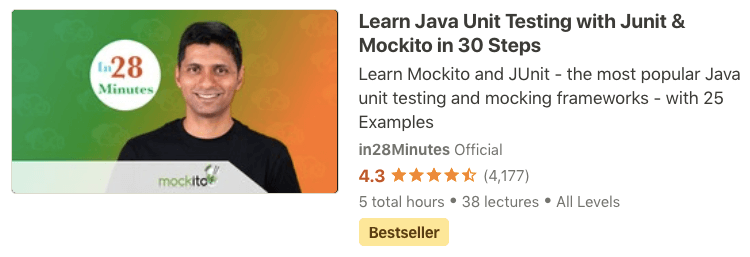 In28
Minutes
mockito
Learn Java Unit Testing with Junit &
Mockito in 30 Steps
Learn Mockito and JUnit - the most popular Java
unit testing and mocking frameworks - with 25
Examples
in28Minutes Official
4.3 (4,177)
5 total hours • 38 lectures • All Levels
Bestseller